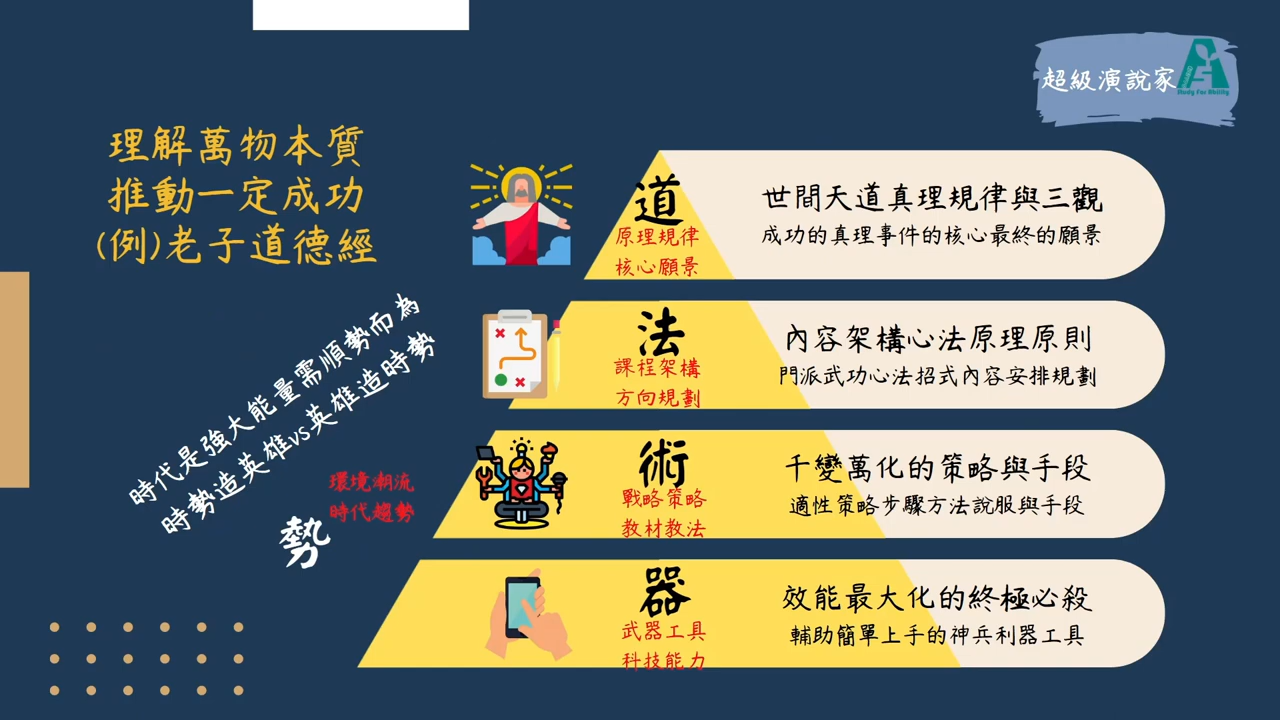 超級演說家
Study For Ability
理解萬物本質
推動一定成功
(例)老子道德經
道
原理規律
核心願景
世間天道真理規律與三觀
成功的真理事件的核心最終的願景
法
課程架構
方向規劃
內容架構心法原理原則
門派武功心法招式內容安排規劃
時代是強大能量需順勢而為
時勢造英雄vs英雄造時勢
勢
環境潮流
時代趨勢
術
戰略策略
教材教法
千變萬化的策略與手段
適性策略步驟方法說服與手段
器
武器工具
科技能力
效能最大化的終極必殺
輔助簡單上手的神兵利器工具